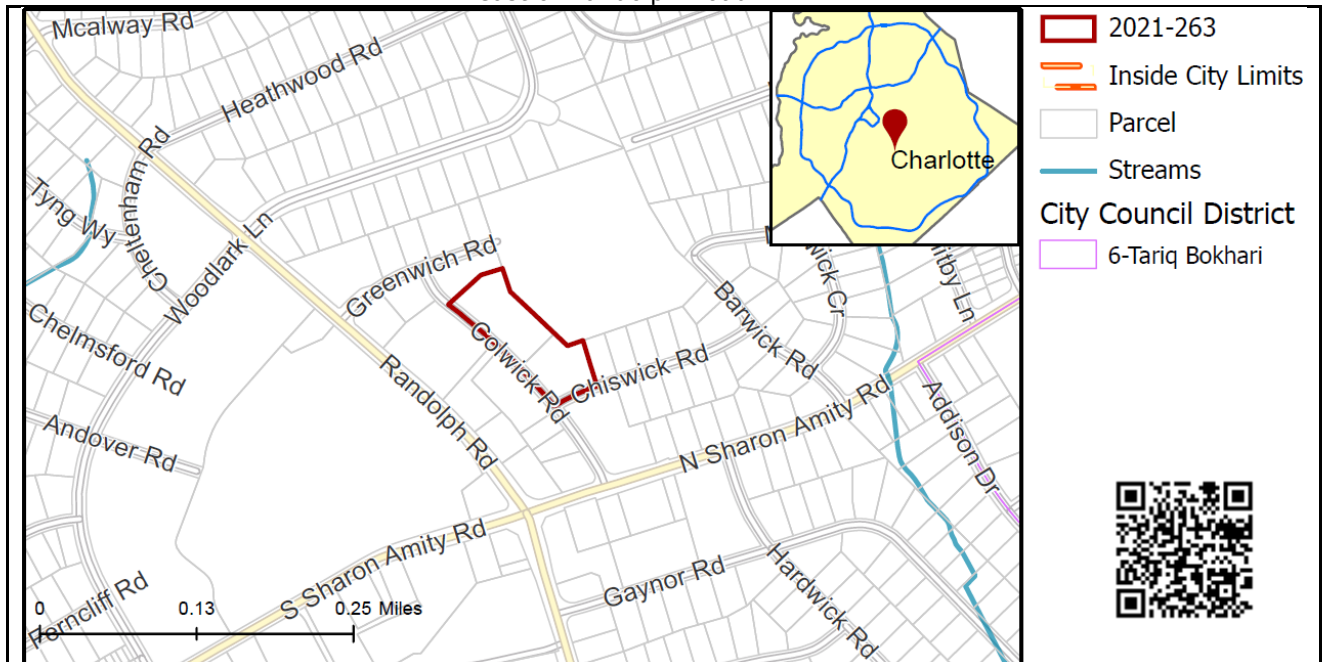 Mcalway Rd
Heathwood Rd
Cheltenham Rd
Tyng Wy
Woodlark Ln
Greenwich Rd
Chelmsford Rd
Colwick Rd
Chiswick Rd
Barwick Rd
Randolph Rd
Andover Rd
N Sharon Amity Rd
Addison Dr
S Sharon Amity Rd
Gaynor Rd
Hardwick Rd
Ferncliff Rd
0 0.13 0.25 Miles
Charlotte
2021-263
Inside City Limits
Parcel
Streams
City Council District
6-Tariq Bokhari